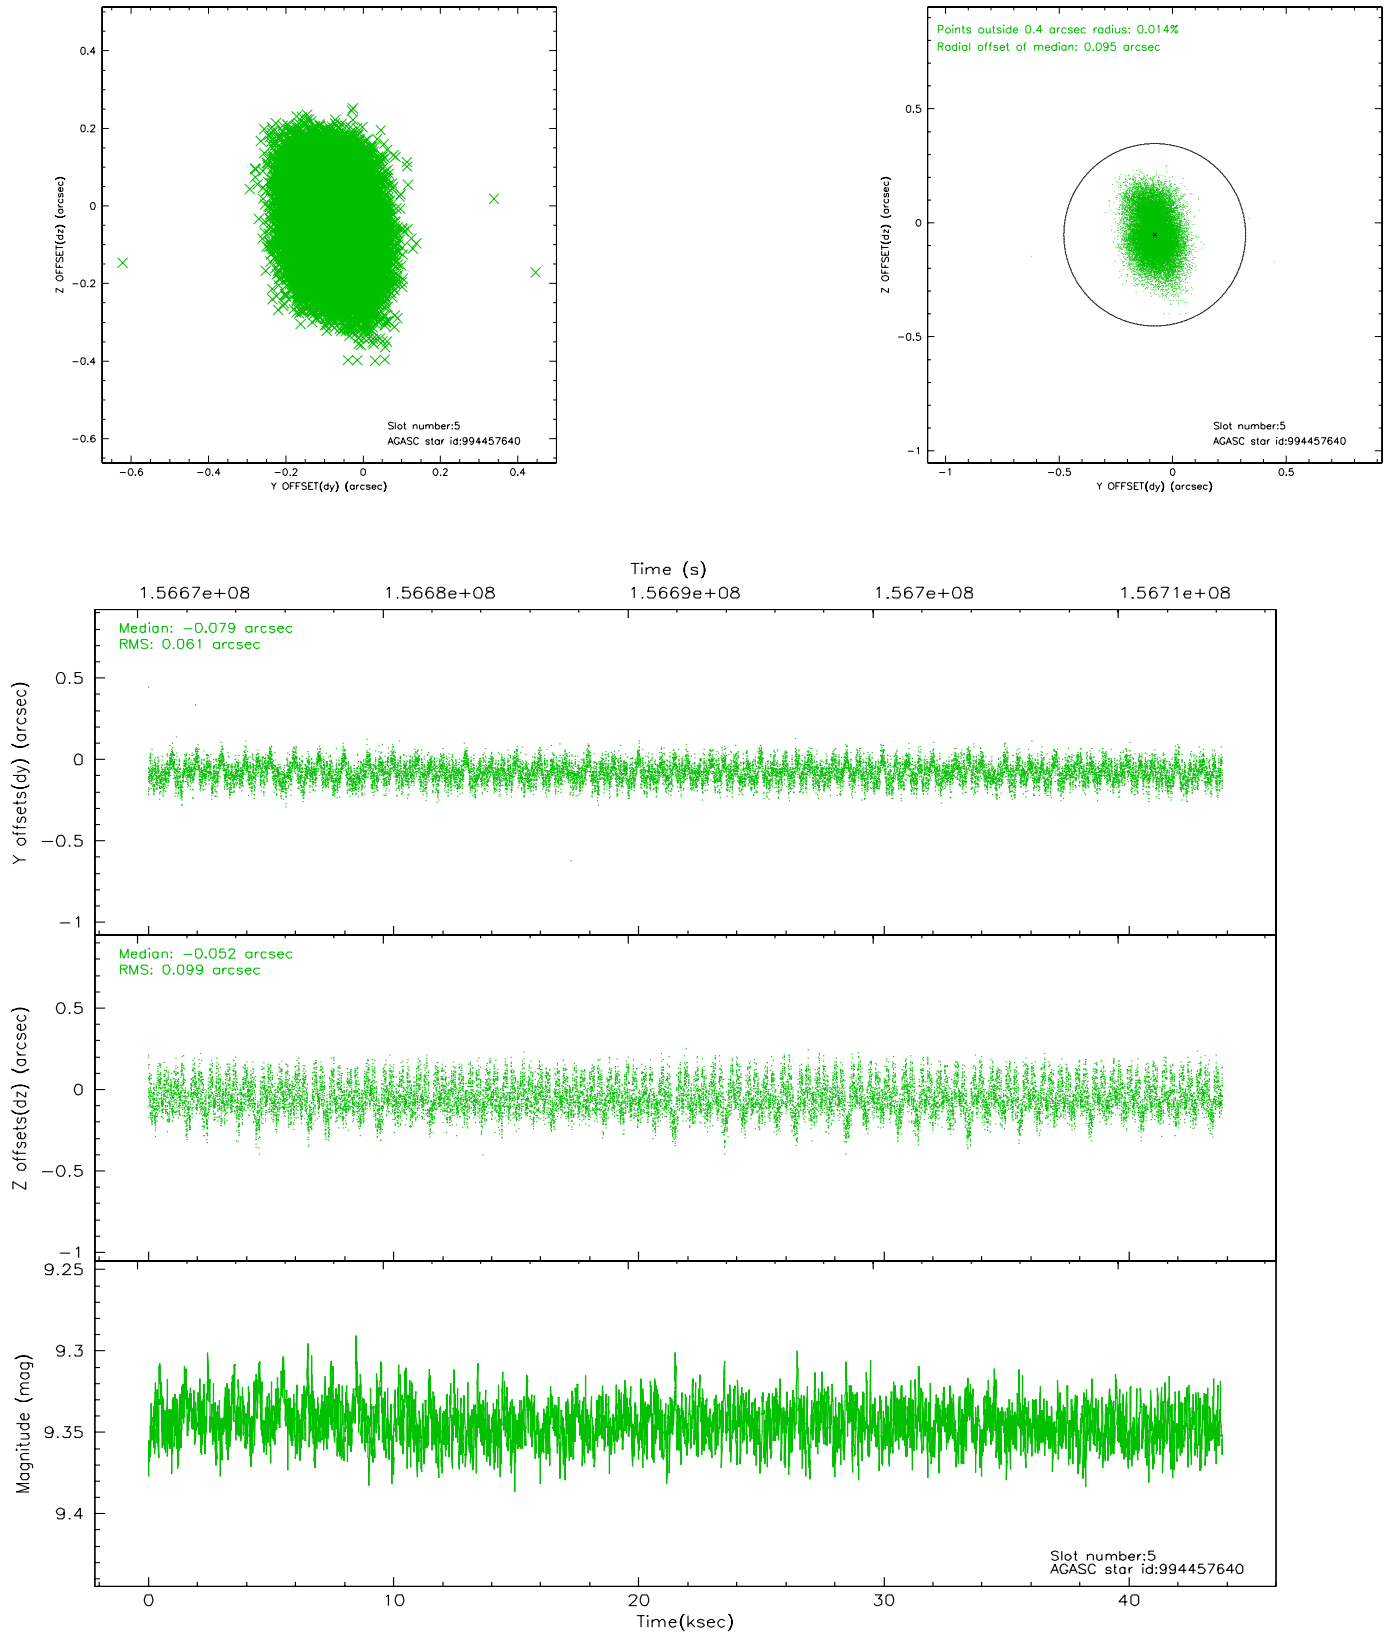 0.4
0.2
0
-0.2
-0.4
-0.6
Z OFFSET(dz) (arcsec)
Slot number:5
AGASC star id:994457640
-0.6 -0.4 -0.2 0 0.2 0.4
Y OFFSET(dy) (arcsec)
Points outside 0.4 arcsec radius: 0.014%
Radial offset of median: 0.095 arcsec
0.5
0
-0.5
-1
Z OFFSET(dz) (arcsec)
Slot number:5
AGASC star id:994457640
-1 -0.5 0 0.5
Y OFFSET(dy) (arcsec)
Time (s)
1.5667e+08 1.5668e+08 1.5669e+08 1.567e+08 1.5671e+08
Median: -0.079 arcsec
RMS: 0.061 arcsec
0.5
0
-0.5
-1
Y offsets(dy) (arcsec)
Median: -0.052 arcsec
RMS: 0.099 arcsec
0.5
0
-0.5
-1
Z offsets(dz) (arcsec)
9.25
9.3
9.35
9.4
Magnitude (mag)
Slot number:5
AGASC star id:994457640
0 10 20 30 40
Time(ksec)